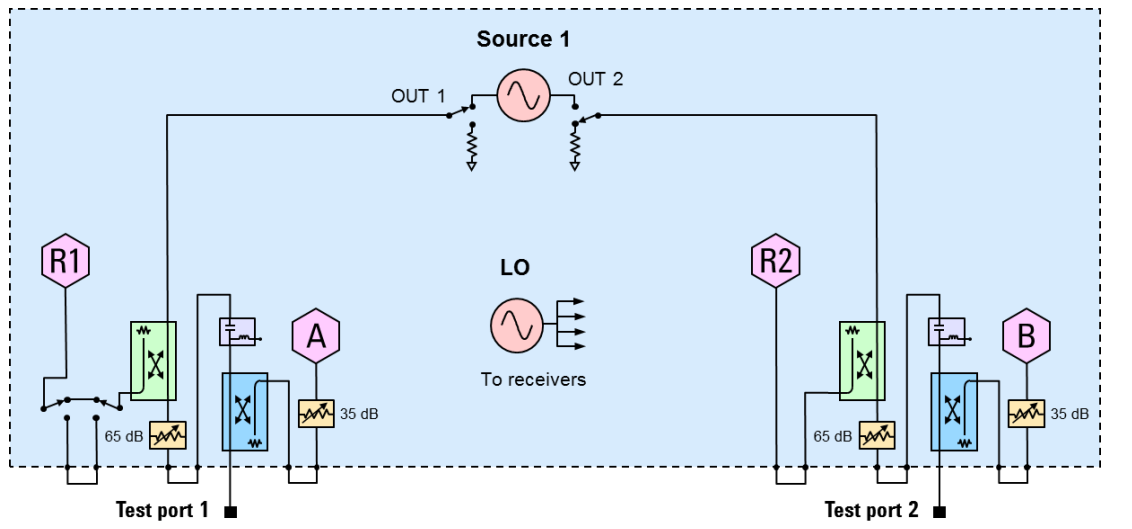 Source 1
OUT 1
OUT 2
R1
R2
LO
A
B
To receivers
35 dB
35 dB
65 dB
65 dB
Test port 1
Test port 2